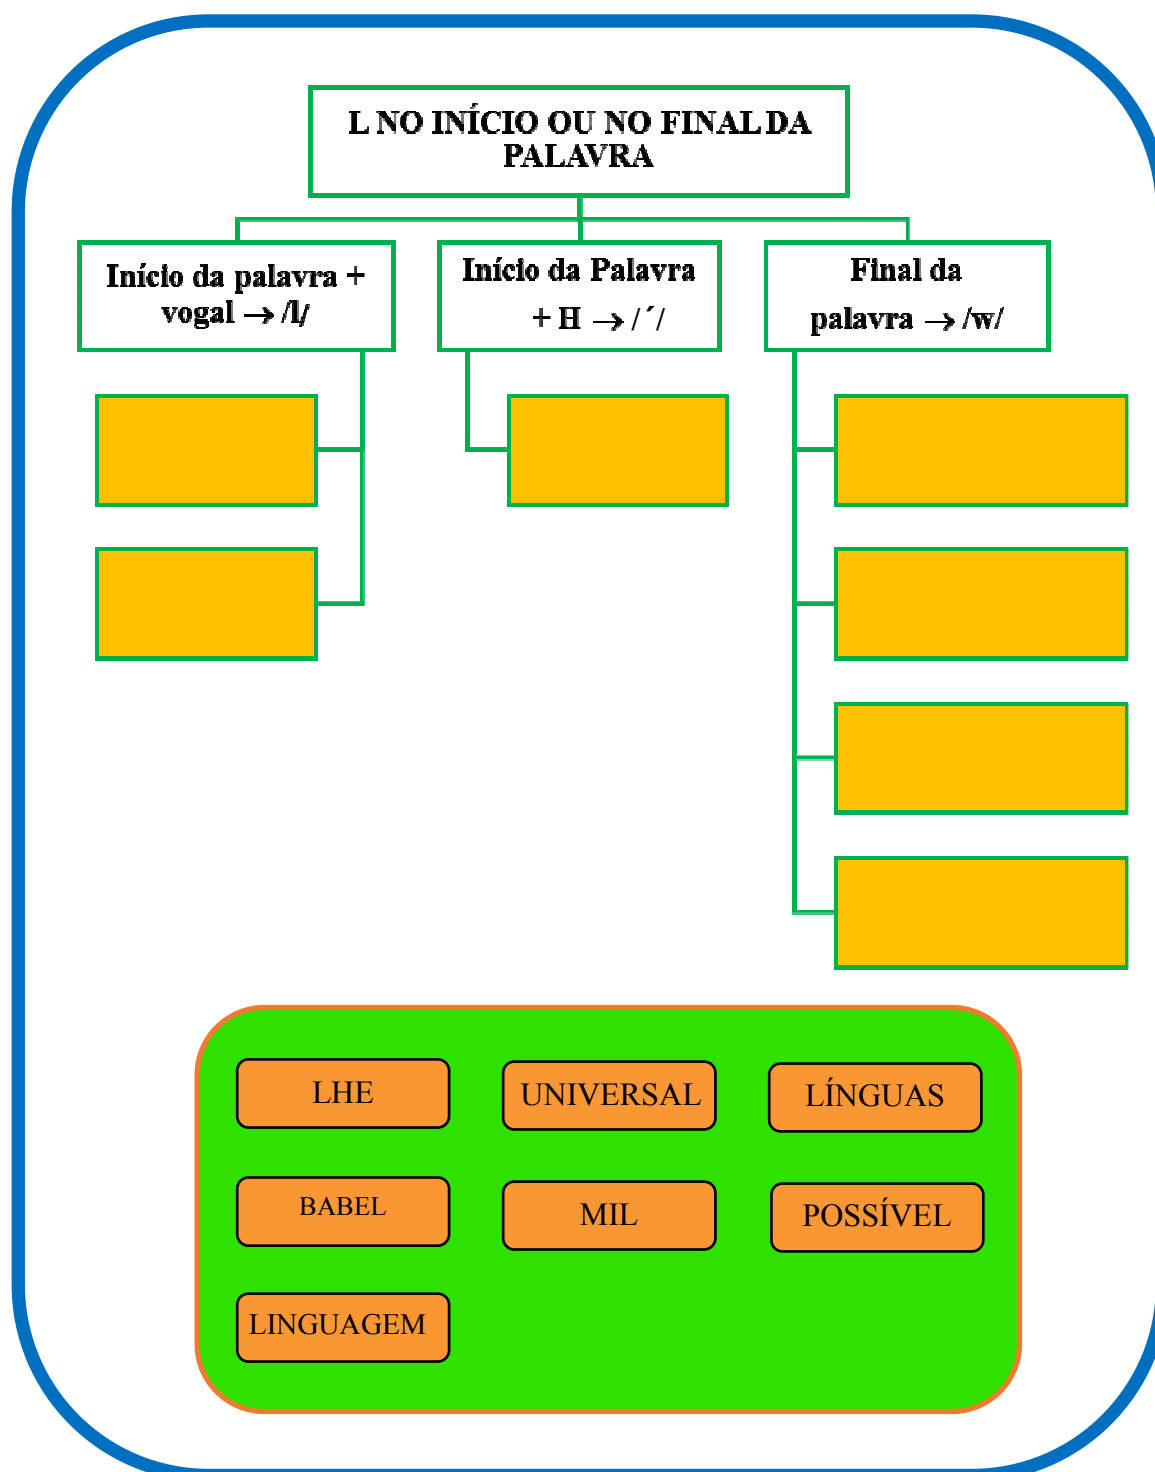 L NO INÍCIO OU NO FINAL DA
PALAVRA
Início da palavra +
vogal → /l/
Início da Palavra
+ H → /´/
Final da
palavra → /w/
LHE
UNIVERSAL
LÍNGUAS
BABEL
MIL
POSSÍVEL
LINGUAGEM